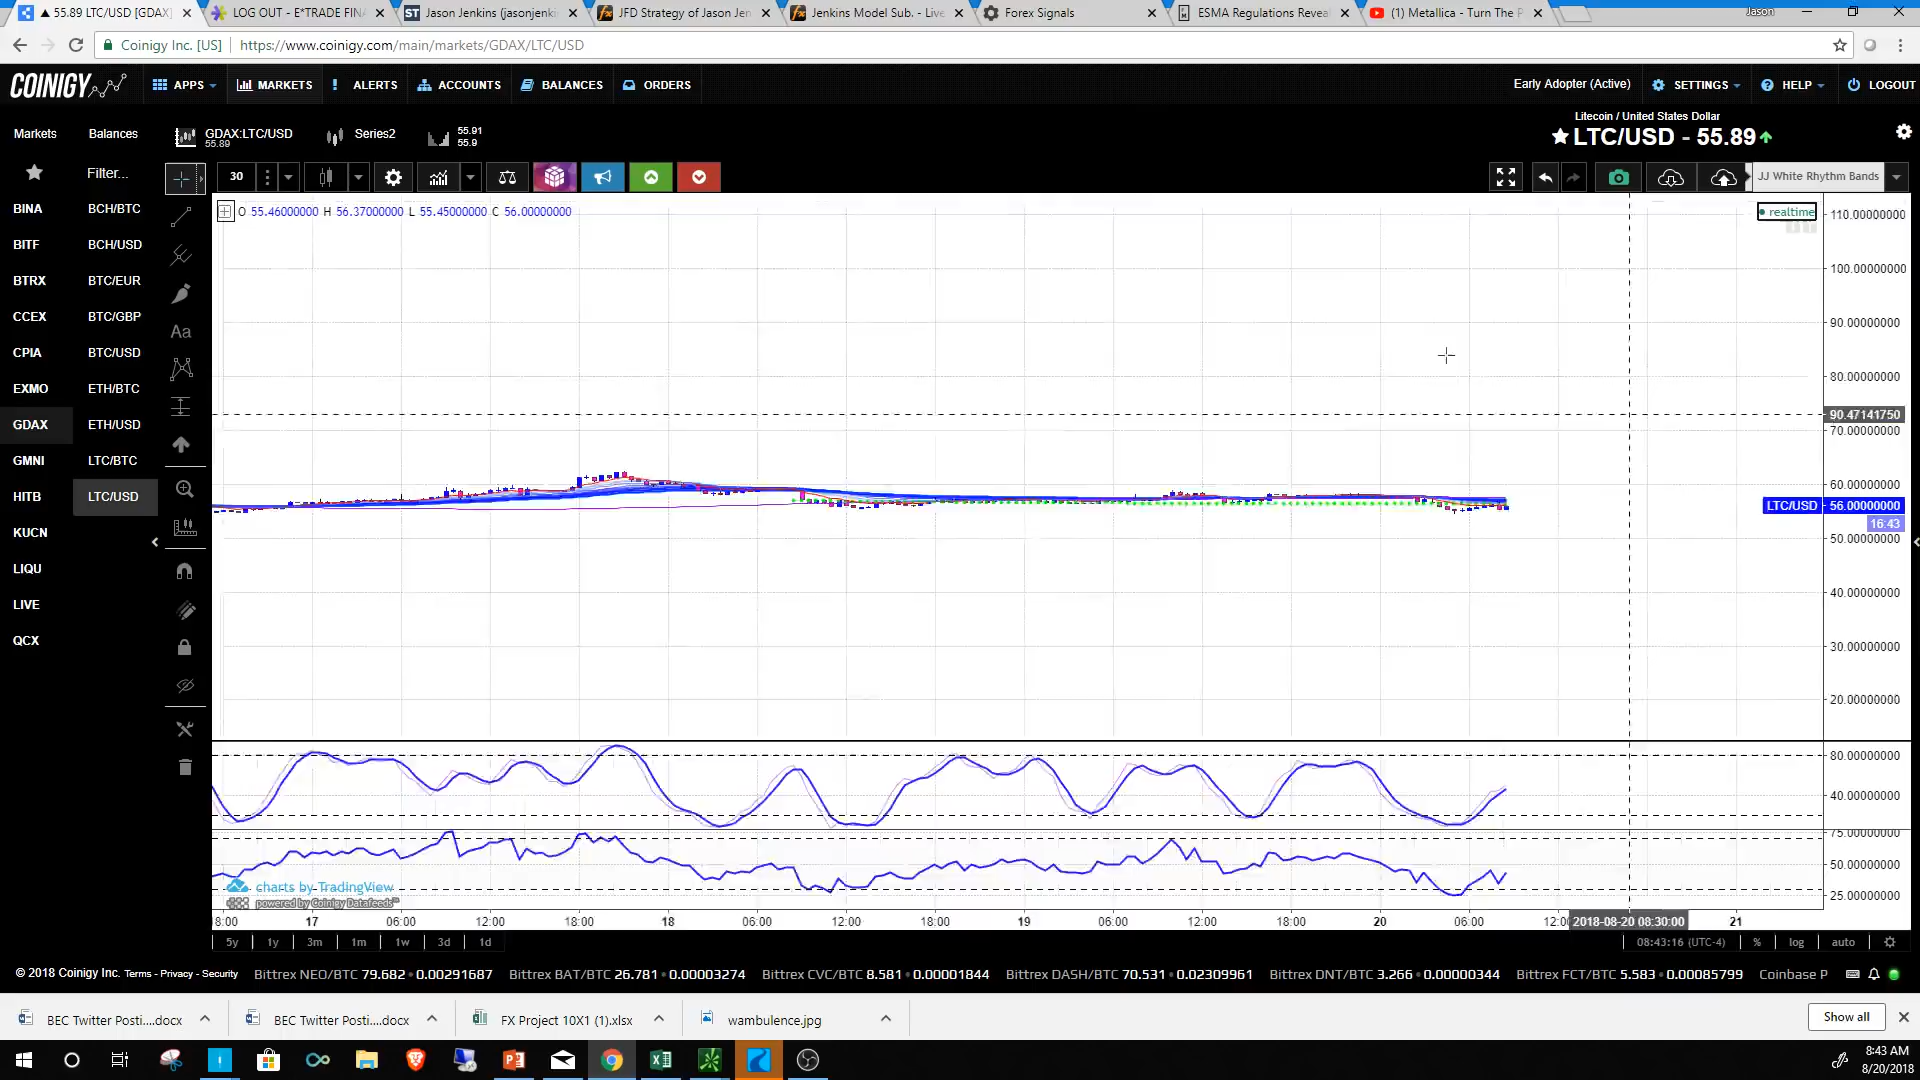 ▲ 55.89 LTC/USD [GDAX]
LOG OUT - E*TRADE FINA
Jason Jenkins (jasonjenki
JFD Strategy of Jason Jen
Jenkins Model Sub. - Live
Forex Signals
ESMA Regulations Revea
(1) Metallica - Turn The P
Jason
Coinigy Inc. [US]
https://www.coinigy.com/main/markets/GDAX/LTC/USD
COINIGY
APPS
MARKETS
ALERTS
ACCOUNTS
BALANCES
ORDERS
Early Adopter (Active)
SETTINGS
HELP
LOGOUT
Markets
Balances
GDAX:LTC/USD
55.89
Series2
55.91
55.9
Litecoin / United States Dollar
LTC/USD - 55.89
Filter...
30
JJ White Rhythm Bands
BINA
BITF
BTRX
CCEX
CPIA
EXMO
GDAX
GMNI
HITB
KUCN
LIQU
LIVE
QCX
BCH/BTC
BCH/USD
BTC/EUR
BTC/GBP
BTC/USD
ETH/BTC
ETH/USD
LTC/BTC
LTC/USD
Aa
O 55.46000000 H 56.37000000 L 55.45000000 C 56.00000000
realtime
110.00000000
100.00000000
90.00000000
80.00000000
90.47141750
70.00000000
60.00000000
LTC/USD 56.00000000
16:43
50.00000000
40.00000000
30.00000000
20.00000000
80.00000000
40.00000000
75.00000000
50.00000000
25.00000000
charts by TradingView
powered by Coinigy Datafeeds™
8:00 17 06:00 12:00 18:00 18 06:00 12:00 18:00 19 06:00 12:00 18:00 20 06:00 12:0 2018-08-20 08:30:00 21
5y 1y 3m 1m 1w 3d 1d
08:43:16 (UTC-4) % log auto
© 2018 Coinigy Inc. Terms - Privacy - Security
Bittrex NEO/BTC 79.682 • 0.00291687
Bittrex BAT/BTC 26.781 • 0.00003274
Bittrex CVC/BTC 8.581 • 0.00001844
Bittrex DASH/BTC 70.531 • 0.02309961
Bittrex DNT/BTC 3.266 • 0.00000344
Bittrex FCT/BTC 5.583 • 0.00085799
Coinbase P
BEC Twitter Posti....docx
BEC Twitter Posti....docx
FX Project 10X1 (1).xlsx
wambulence.jpg
Show all
8:43 AM
8/20/2018